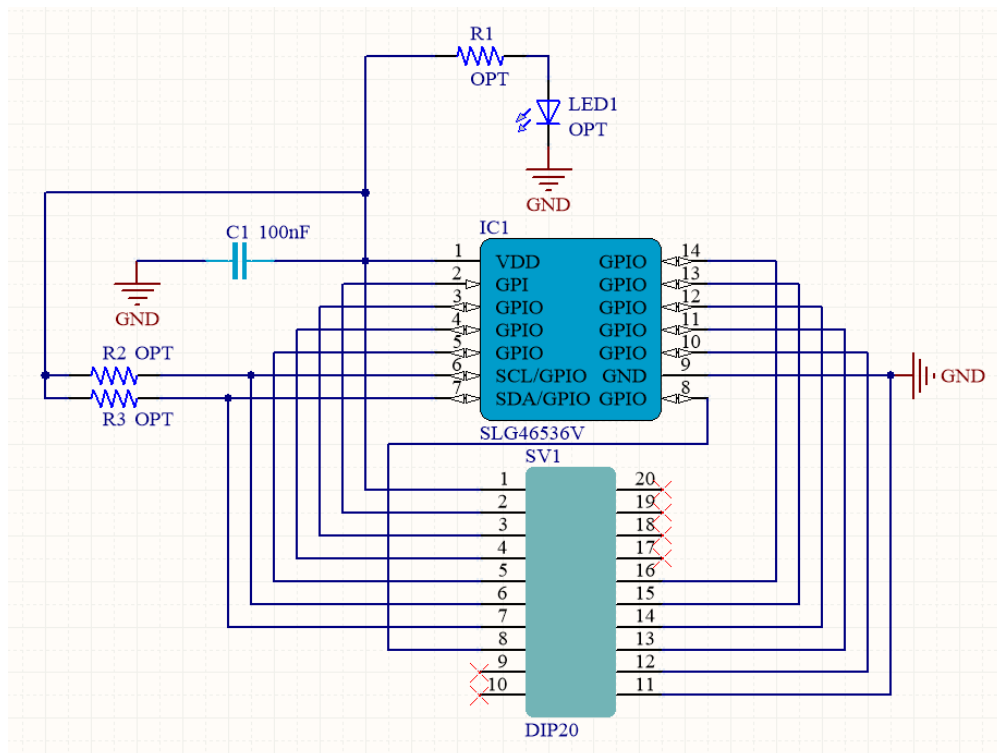 R1
OPT
LED1
OPT
GND
C1 100nF
GND
IC1
1 VDD GPIO 14
2 GPI GPIO 13
3 GPIO GPIO 12
4 GPIO GPIO 11
5 GPIO GPIO 10
6 SCL/GPIO GND 9
7 SDA/GPIO GPIO 8
GND
R2 OPT
R3 OPT
SLG46536V
SV1
1 20
2 19
3 18
4 17
5 16
6 15
7 14
8 13
9 12
10 11
DIP20